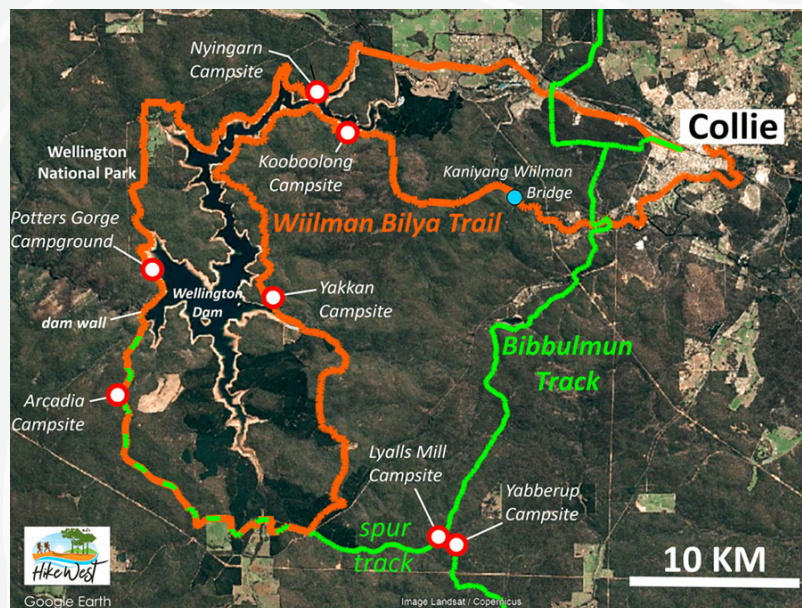 Nyingarn
Campsite
Collie
Wellington
National Park
Kooboolong
Campsite
Kaniyang Wiilman
Bridge
Potters Gorge
Campground
Wiilman Bilya Trail
Wellington
Dam
Yakkan
Campsite
dam wall
Bibbulmun
Track
Arcadia
Campsite
Lyalls Mill
Campsite
Yabberup
Campsite
spur
track
10 KM
HikeWest
Google Earth
Image Landsat / Copernicus